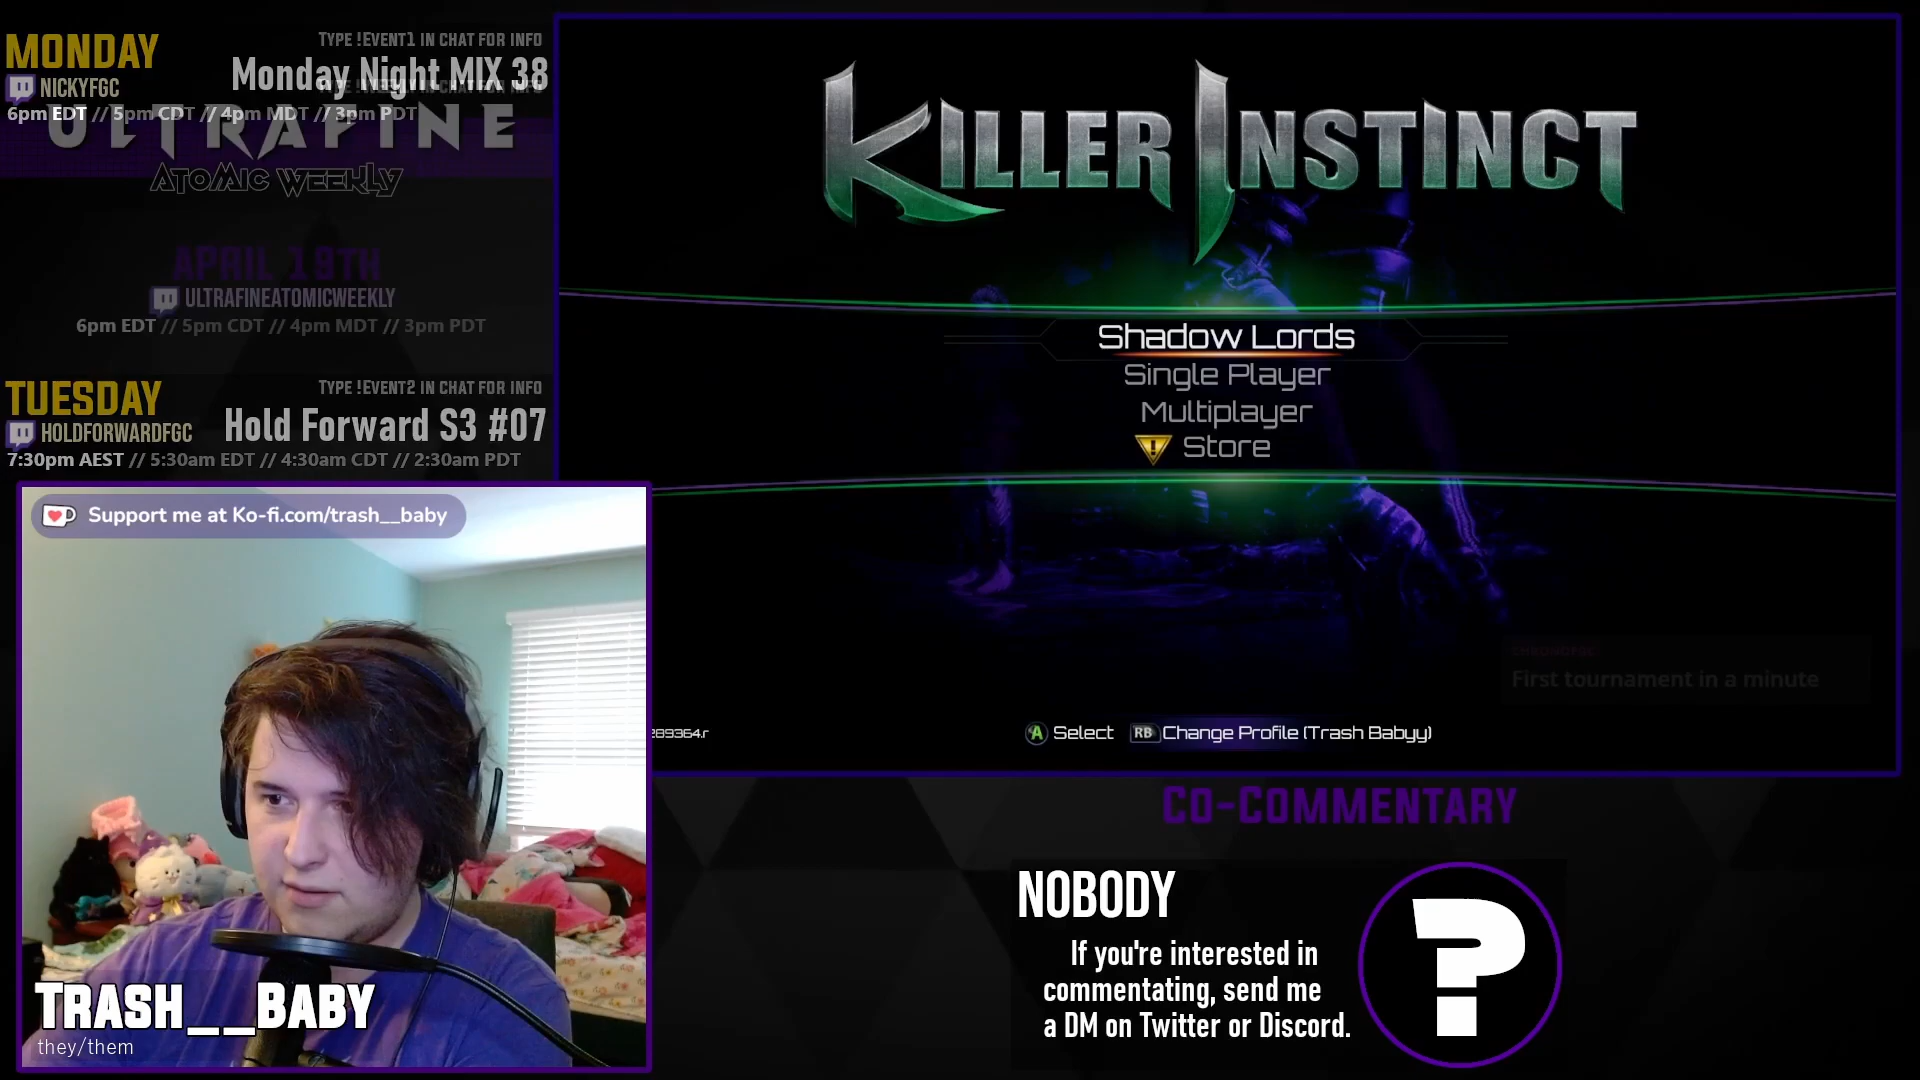 MONDAY
TYPE !EVENT1 IN CHAT FOR INFO
NICKYFGC
Monday Night MIX 38
6pm EDT // 5pm CDT // 4pm MDT // 3pm PDT
ULTRAFINE
ATOMIC WEEKLY
APRIL 19TH
ULTRAFINEATOMICWEEKLY
6pm EDT // 5pm CDT // 4pm MDT // 3pm PDT
TUESDAY
TYPE !EVENT2 IN CHAT FOR INFO
HOLDFORWARDFGC
Hold Forward S3 #07
7:30pm AEST // 5:30am EDT // 4:30am CDT // 2:30am PDT
KILLER INSTINCT
Shadow Lords
Single Player
Multiplayer
Store
First tournament in a minute
289364.r
A Select RB Change Profile (Trash Babyy)
Support me at Ko-fi.com/trash__baby
TRASH__BABY
they/them
CO-COMMENTARY
NOBODY
If you're interested in
commentating, send me
a DM on Twitter or Discord.
?